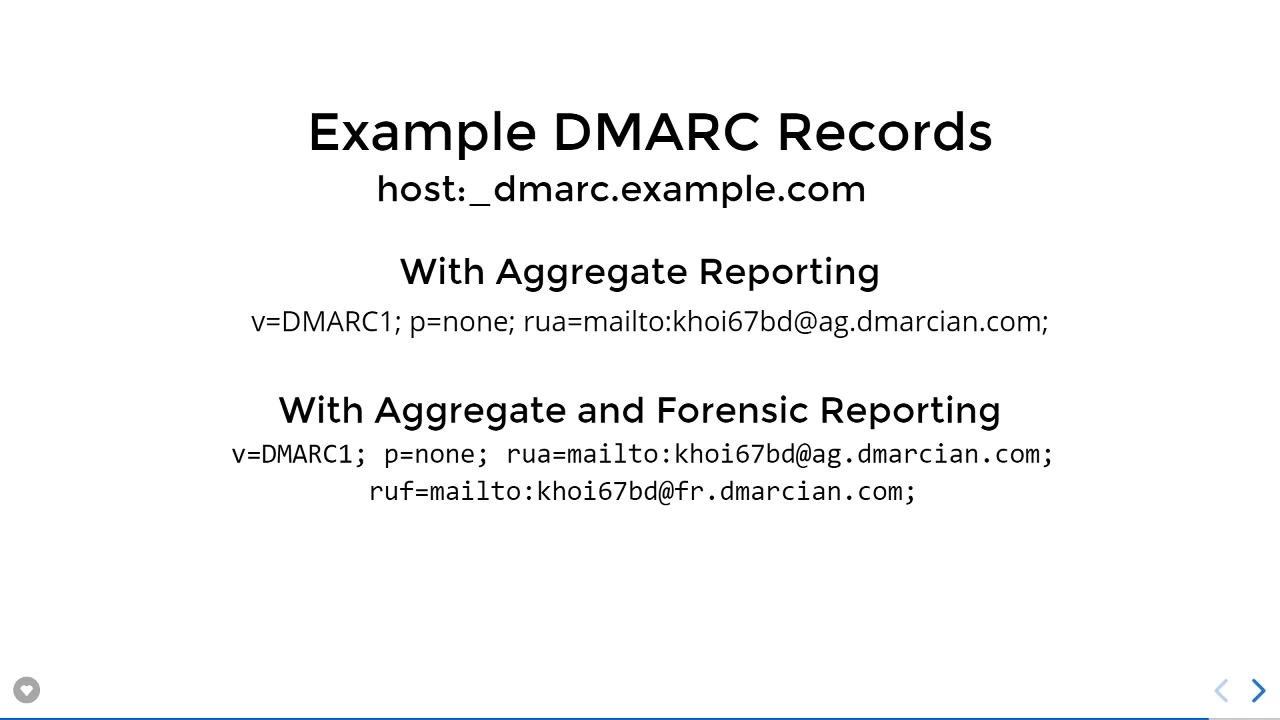 Example DMARC Records
host:_dmarc.example.com
With Aggregate Reporting
v=DMARC1; p=none; rua=mailto:khoi67bd@ag.dmarcian.com;
With Aggregate and Forensic Reporting
v=DMARC1; p=none; rua=mailto:khoi67bd@ag.dmarcian.com;
ruf=mailto:khoi67bd@fr.dmarcian.com;